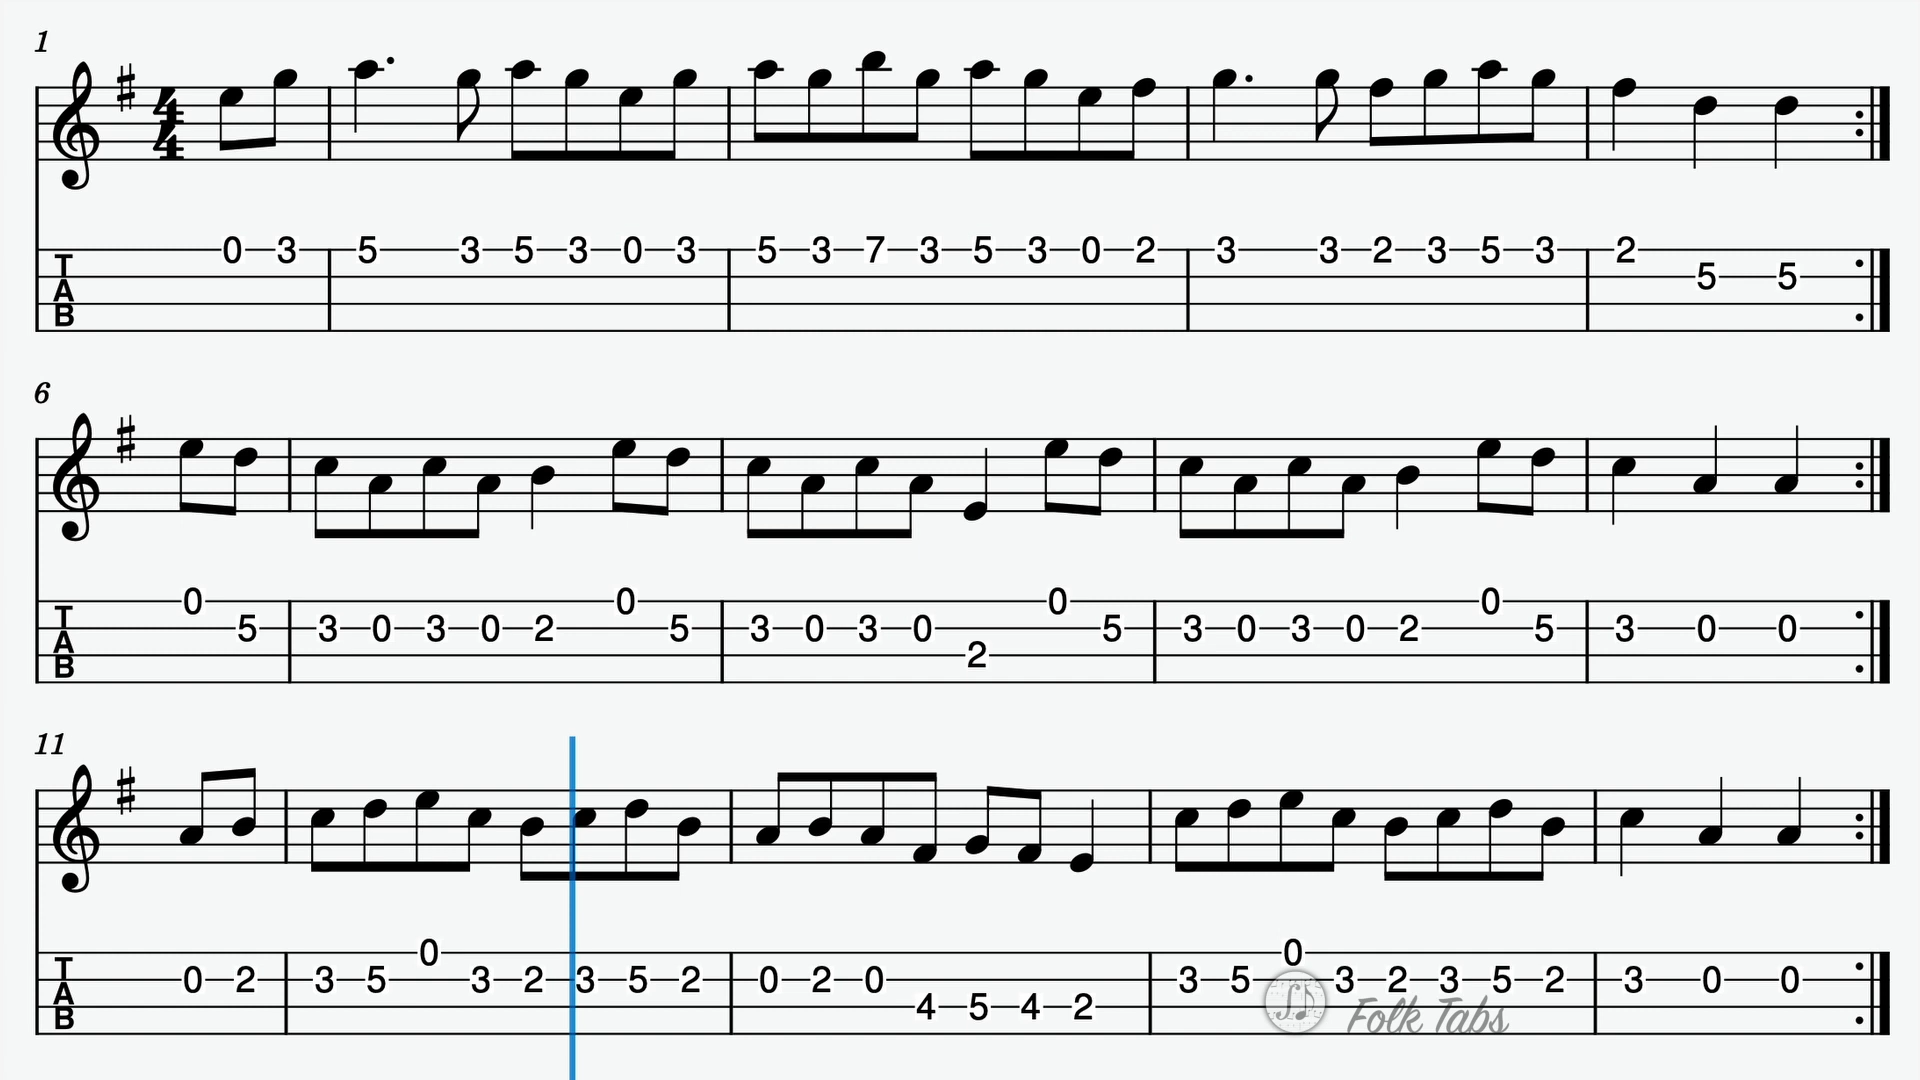 1
4
4
T 0 3 5 3 5 3 0 3 5 3 7 3 5 3 0 2 3 3 2 3 5 3 2
A 5 5
B
6
T 0 0 0 0
A 5 3 0 3 0 2 5 3 0 3 0 5 3 0 3 0 2 5 3 0 0
B 2
11
T 0 0
A 0 2 3 5 3 2 3 5 2 0 2 0 3 5 3 2 3 5 2 3 0 0
B 4 5 4 2
Folk Tabs